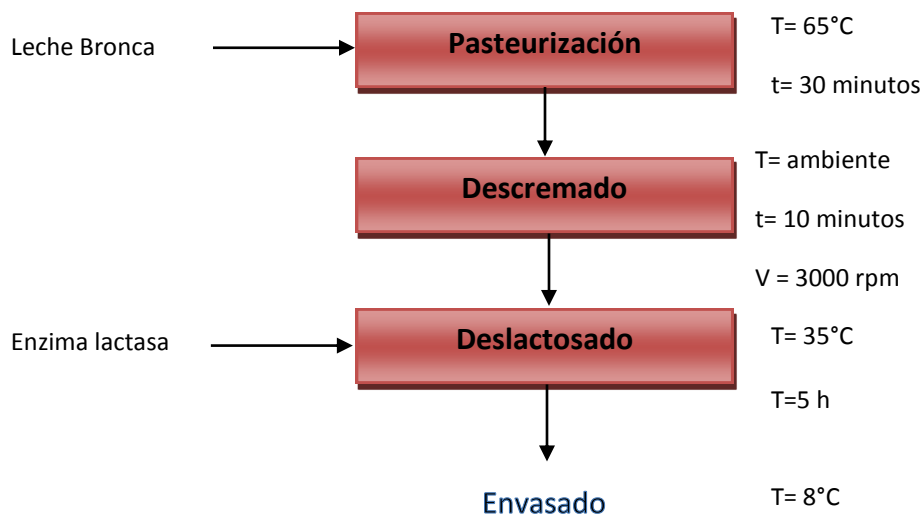 T= 65°C
Leche Bronca
Pasteurización
t= 30 minutos
T= ambiente
Descremado
t= 10 minutos
V = 3000 rpm
Enzima lactasa
Deslactosado
T= 35°C
T=5 h
Envasado
T= 8°C